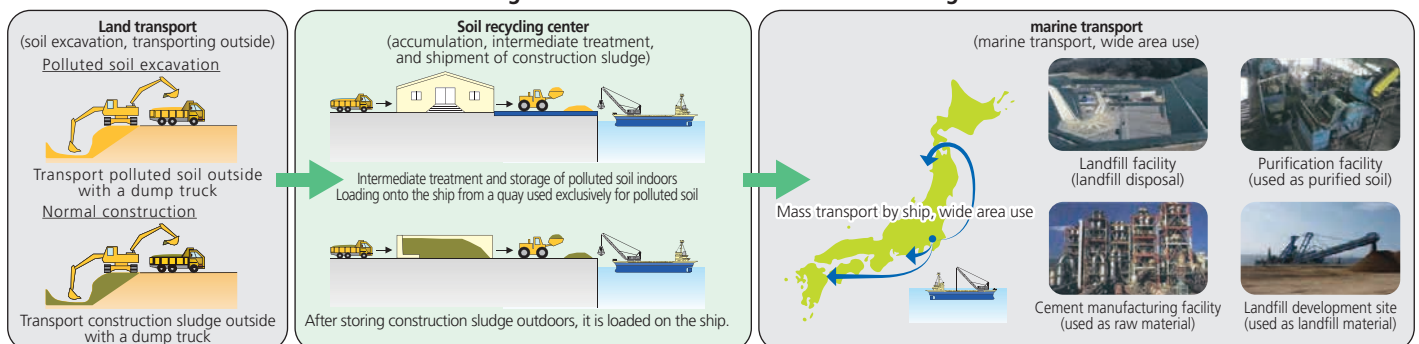 Land transport
(soil excavation, transporting outside)
Polluted soil excavation
Transport polluted soil outside
with a dump truck
Normal construction
Transport construction sludge outside
with a dump truck
Soil recycling center
(accumulation, intermediate treatment,
and shipment of construction sludge)
Intermediate treatment and storage of polluted soil indoors
Loading onto the ship from a quay used exclusively for polluted soil
After storing construction sludge outdoors, it is loaded on the ship.
marine transport
(marine transport, wide area use)
Mass transport by ship, wide area use
Landfill facility
(landfill disposal)
Purification facility
(used as purified soil)
Cement manufacturing facility
(used as raw material)
Landfill development site
(used as landfill material)